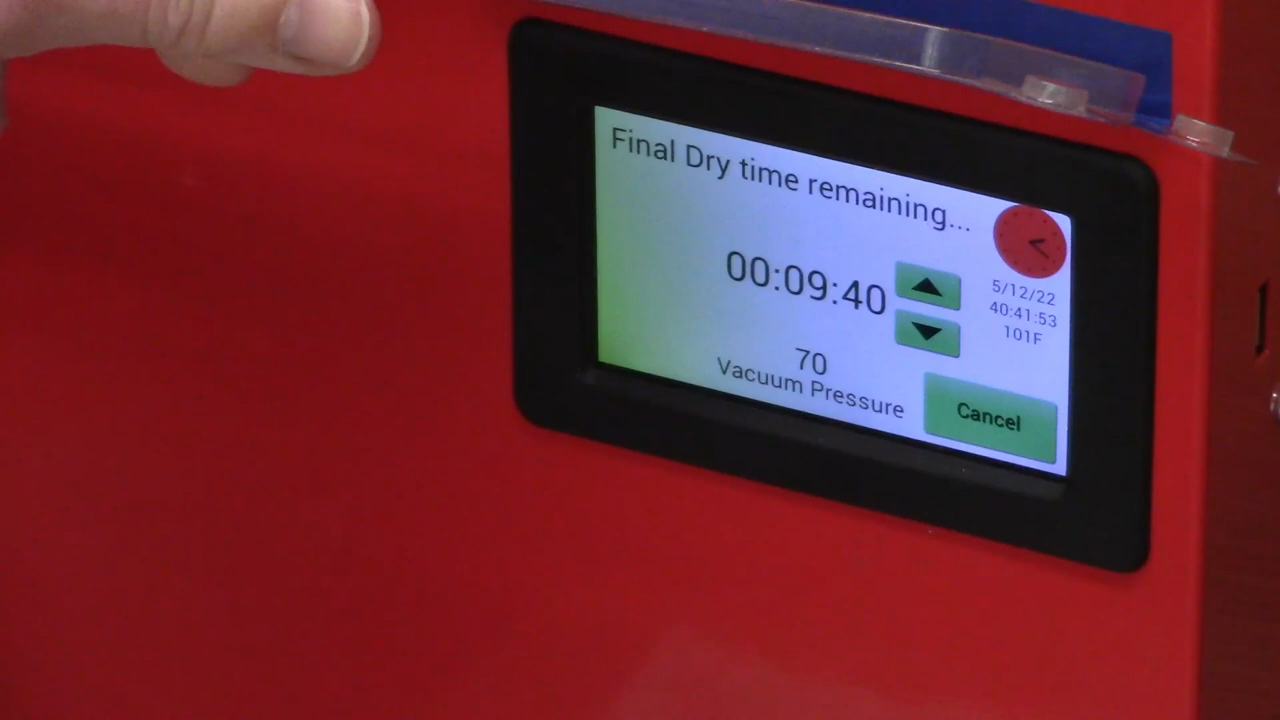 Final Dry time remaining...
00:09:40
5/12/22
40:41:53
101F
70
Vacuum Pressure
Cancel